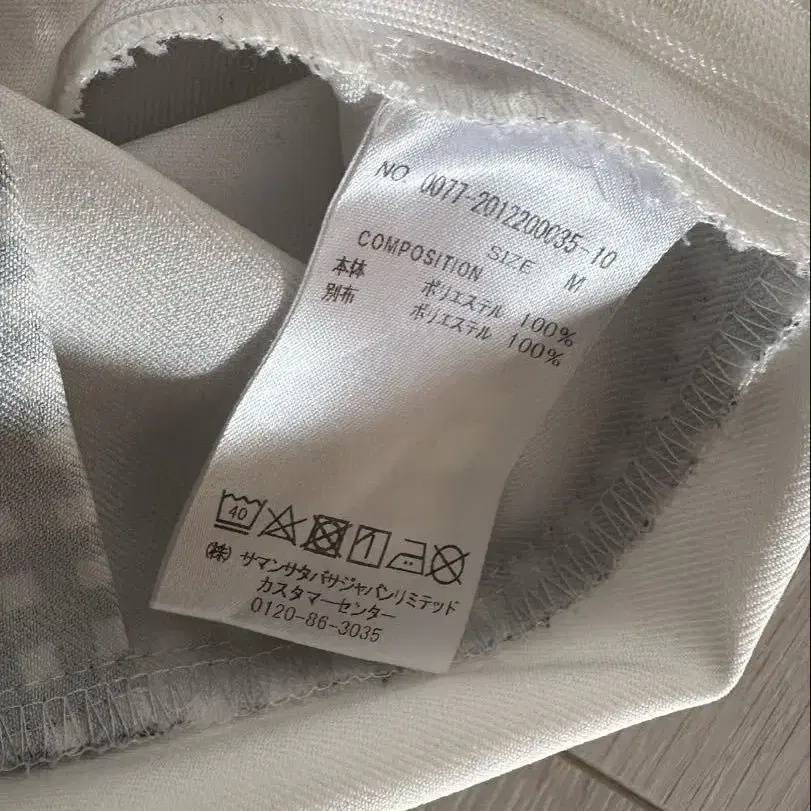 NO. 0077-2012200035-10
SIZE M
COMPOSITION
本体 ポリエステル 100%
別布 ポリエステル 100%
40
(株) サマンサタバサジャパンリミテッド
カスタマーセンター
0120-86-3035